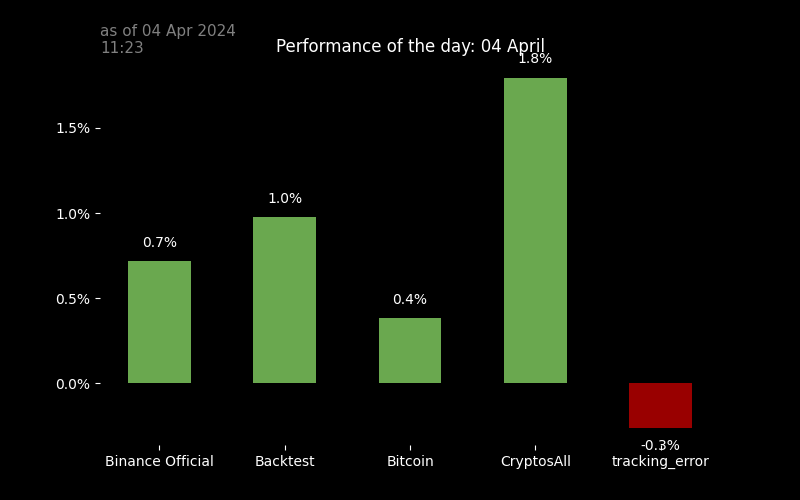 as of 04 Apr 2024
11:23
Performance of the day: 04 April
1.8%
1.5%
1.0%
1.0%
0.7%
0.5%
0.4%
0.0%
-0.3%
Binance Official
Backtest
Bitcoin
CryptosAll
tracking_error